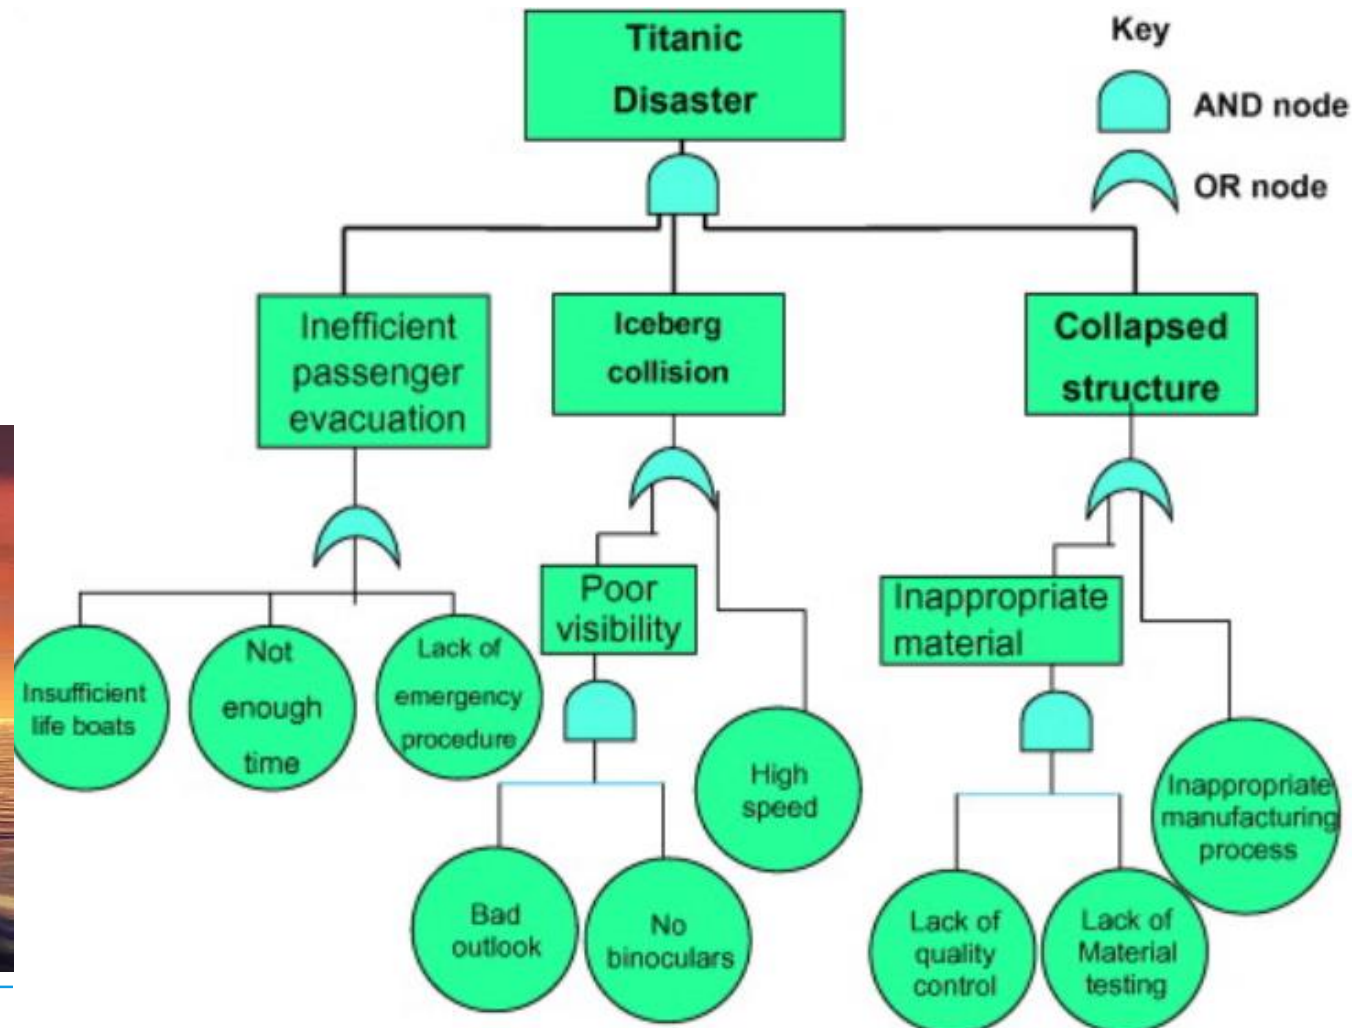 Titanic
Disaster
Key
AND node
OR node
Inefficient
passenger
evacuation
Iceberg
collision
Collapsed
structure
Insufficient
life boats
Not
enough
time
Lack of
emergency
procedure
Poor
visibility
High
speed
Bad
outlook
No
binoculars
Inappropriate
material
Inappropriate
manufacturing
process
Lack of
quality
control
Lack of
Material
testing